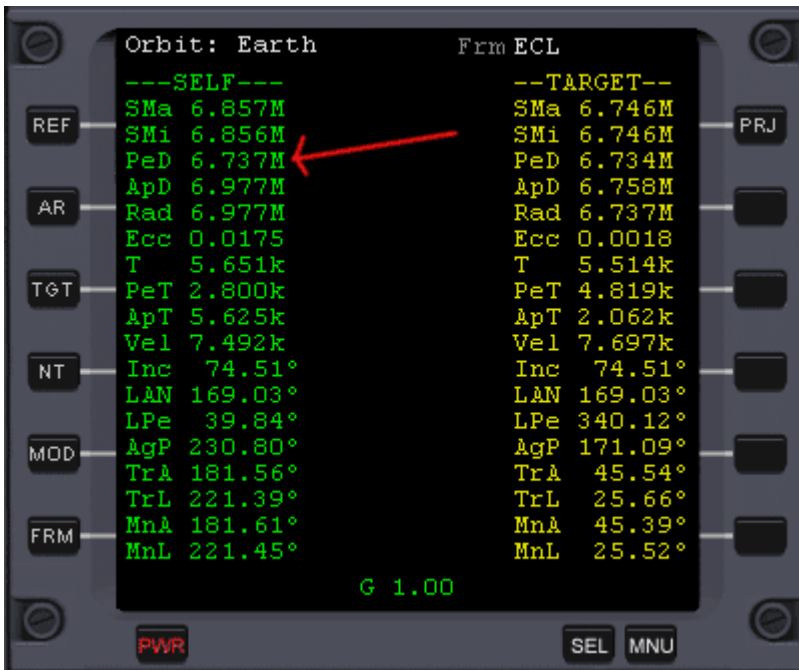 Orbit: Earth Frm ECL
---SELF--- --TARGET--
SMa 6.857M SMa 6.746M
REF SMi 6.856M SMi 6.746M PRJ
PeD 6.737M PeD 6.734M
ApD 6.977M ApD 6.758M
AR Rad 6.977M Rad 6.737M
Ecc 0.0175 Ecc 0.0018
T 5.651k T 5.514k
TGT PeT 2.800k PeT 4.819k
ApT 5.625k ApT 2.062k
Vel 7.492k Vel 7.697k
NT Inc 74.51° Inc 74.51°
LAN 169.03° LAN 169.03°
LPe 39.84° LPe 340.12°
MOD AgP 230.80° AgP 171.09°
TrA 181.56° TrA 45.54°
TrL 221.39° TrL 25.66°
FRM MnA 181.61° MnA 45.39°
MnL 221.45° MnL 25.52°
G 1.00
PWR SEL MNU